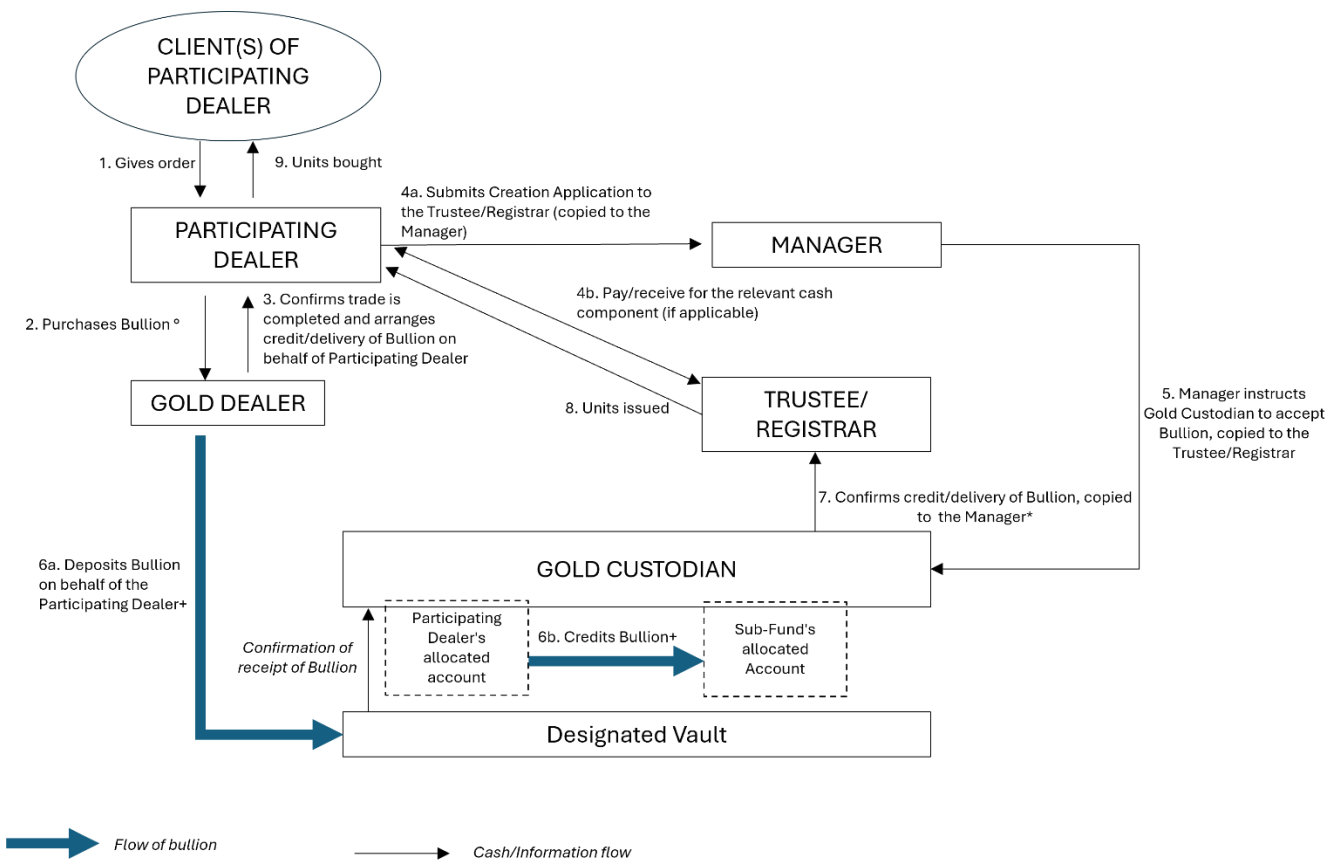 CLIENT(S) OF
PARTICIPATING
DEALER
1. Gives order
9. Units bought
4a. Submits Creation Application to
the Trustee/Registrar (copied to the
Manager)
PARTICIPATING
DEALER
MANAGER
2. Purchases Bullion °
3. Confirms trade is
completed and arranges
credit/delivery of Bullion on
behalf of Participating Dealer
4b. Pay/receive for the relevant cash
component (if applicable)
GOLD DEALER
8. Units issued
TRUSTEE/
REGISTRAR
5. Manager instructs
Gold Custodian to accept
Bullion, copied to the
Trustee/Registrar
7. Confirms credit/delivery of Bullion, copied
to the Manager*
6a. Deposits Bullion
on behalf of the
Participating Dealer+
GOLD CUSTODIAN
Confirmation of
receipt of Bullion
Participating
Dealer's
allocated
account
6b. Credits Bullion+
Sub-Fund's
allocated
Account
Designated Vault
Flow of bullion
Cash/Information flow